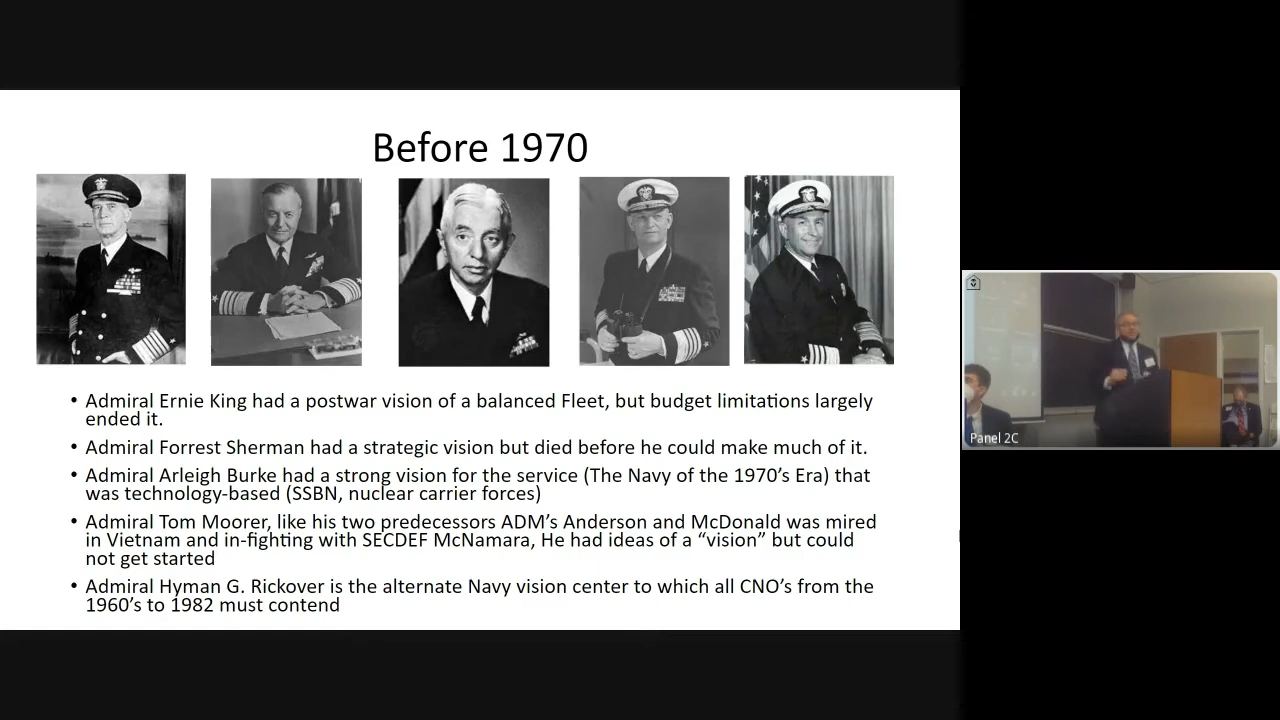 Before 1970
• Admiral Ernie King had a postwar vision of a balanced Fleet, but budget limitations largely
ended it.
• Admiral Forrest Sherman had a strategic vision but died before he could make much of it.
• Admiral Arleigh Burke had a strong vision for the service (The Navy of the 1970’s Era) that
was technology-based (SSBN, nuclear carrier forces)
• Admiral Tom Moorer, like his two predecessors ADM’s Anderson and McDonald was mired
in Vietnam and in-fighting with SECDEF McNamara, He had ideas of a “vision” but could
not get started
• Admiral Hyman G. Rickover is the alternate Navy vision center to which all CNO’s from the
1960’s to 1982 must contend
Panel 2C